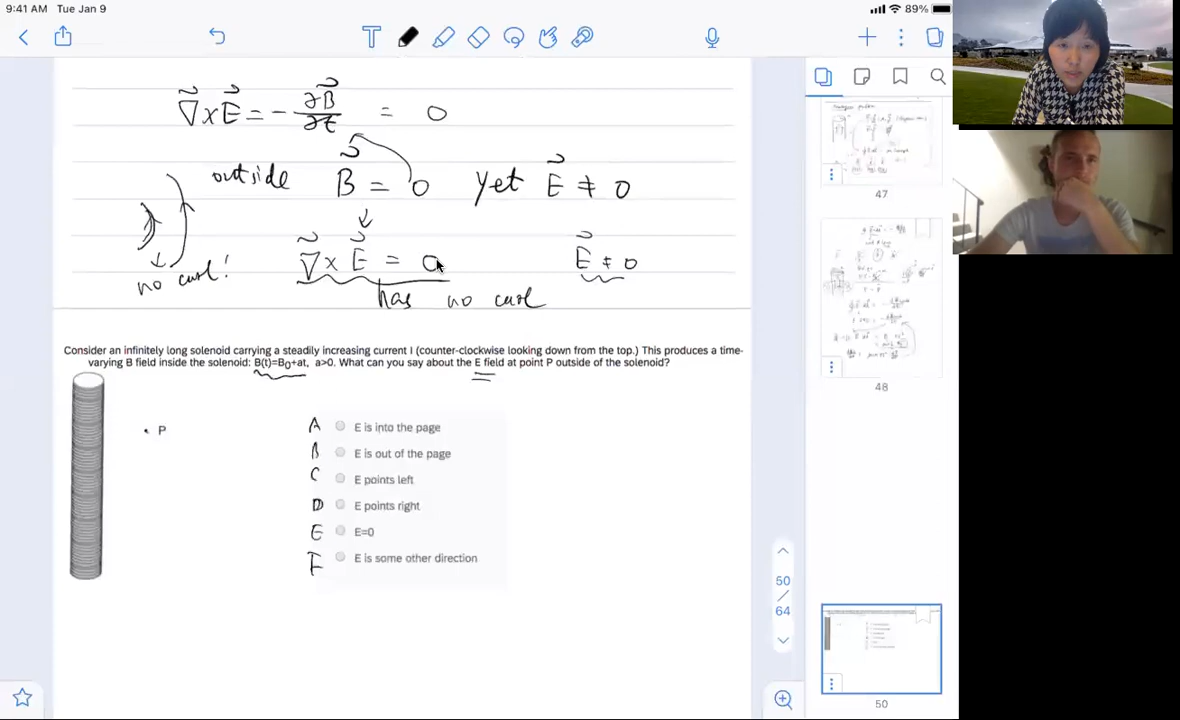 9:41 AM Tue Jan 9
89%
∇⃗ x E⃗ = - ∂B⃗/∂t = 0
outside B⃗ = 0 yet E⃗ ≠ 0
no curl!
∇⃗ x E⃗ = 0
E⃗ ≠ 0
has no curl
Consider an infinitely long solenoid carrying a steadily increasing current I (counter-clockwise looking down from the top.) This produces a time-
varying B field inside the solenoid: B(t)=B₀+at, a>0. What can you say about the E field at point P outside of the solenoid?
P
A E is into the page
B E is out of the page
C E points left
D E points right
E E=0
F E is some other direction
47
48
50
/
64
50